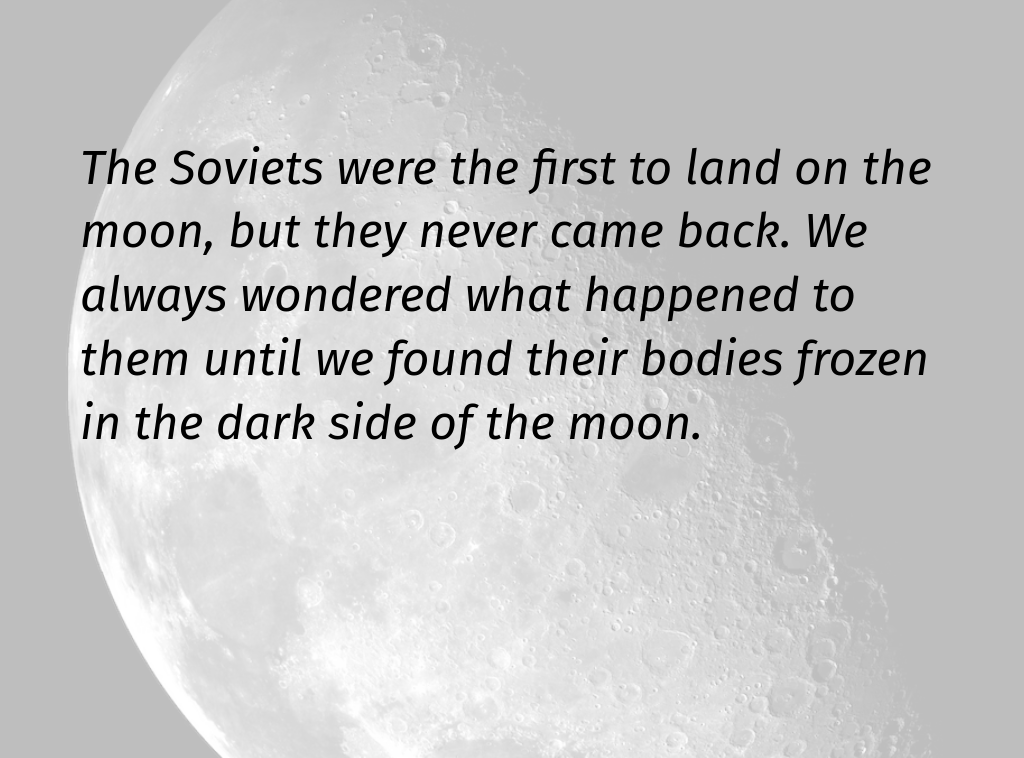 The Soviets were the first to land on the
moon, but they never came back. We
always wondered what happened to
them until we found their bodies frozen
in the dark side of the moon.